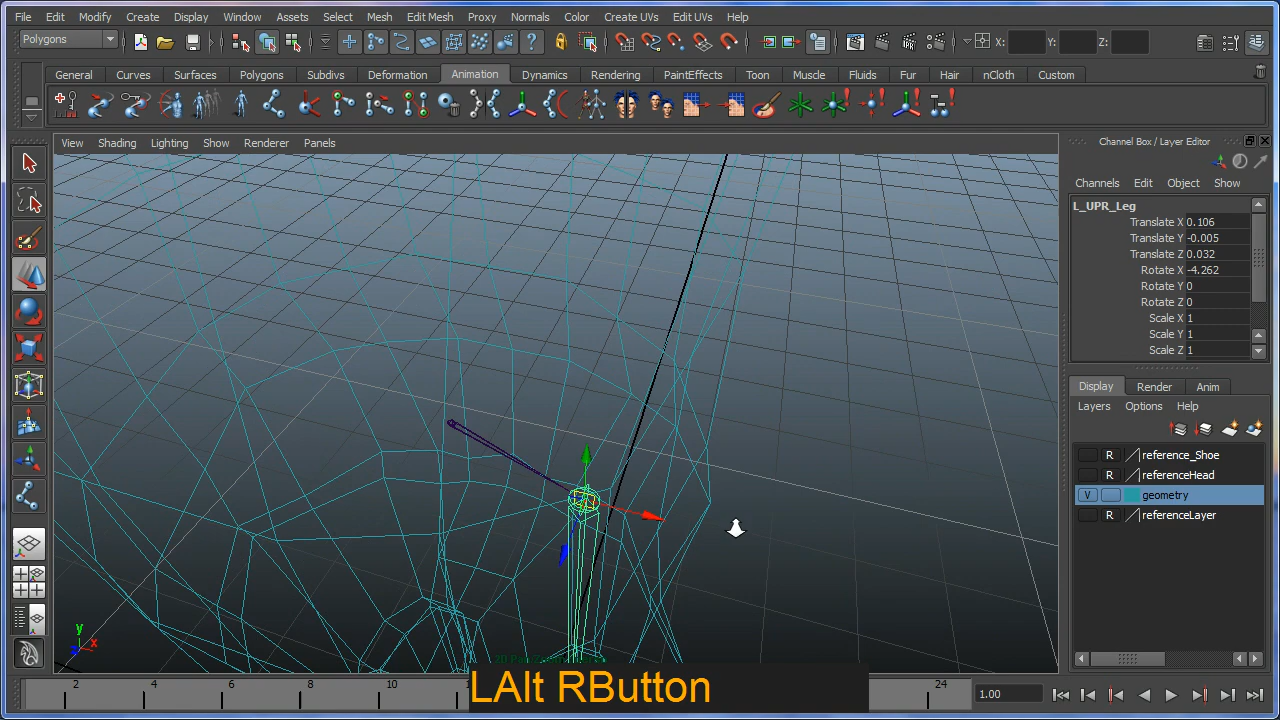 File Edit Modify Create Display Window Assets Select Mesh Edit Mesh Proxy Normals Color Create UVs Edit UVs Help
Polygons X: Y: Z:
General Curves Surfaces Polygons Subdivs Deformation Animation Dynamics Rendering PaintEffects Toon Muscle Fluids Fur Hair nCloth Custom
View Shading Lighting Show Renderer Panels
Channel Box / Layer Editor
Channels Edit Object Show
L_UPR_Leg
Translate X 0.106
Translate Y -0.005
Translate Z 0.032
Rotate X -4.262
Rotate Y 0
Rotate Z 0
Scale X 1
Scale Y 1
Scale Z 1
Display Render Anim
Layers Options Help
R reference_Shoe
R referenceHead
V geometry
R referenceLayer
y
x
z
LAlt RButton
2 4 6 8 10 24 1.00